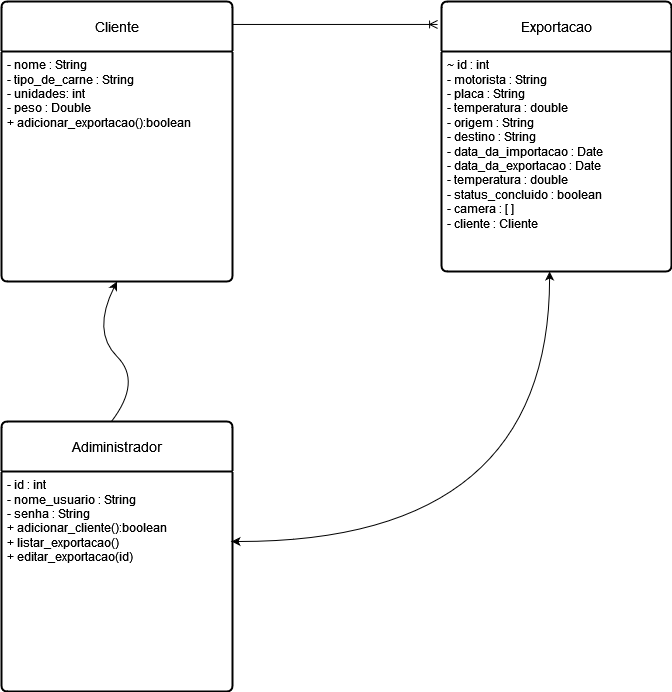 Cliente
- nome : String
- tipo_de_carne : String
- unidades: int
- peso : Double
+ adicionar_exportacao():boolean
Exportacao
~ id : int
- motorista : String
- placa : String
- temperatura : double
- origem : String
- destino : String
- data_da_importacao : Date
- data_da_exportacao : Date
- temperatura : double
- status_concluido : boolean
- camera : [ ]
- cliente : Cliente
Adiministrador
- id : int
- nome_usuario : String
- senha : String
+ adicionar_cliente():boolean
+ listar_exportacao()
+ editar_exportacao(id)